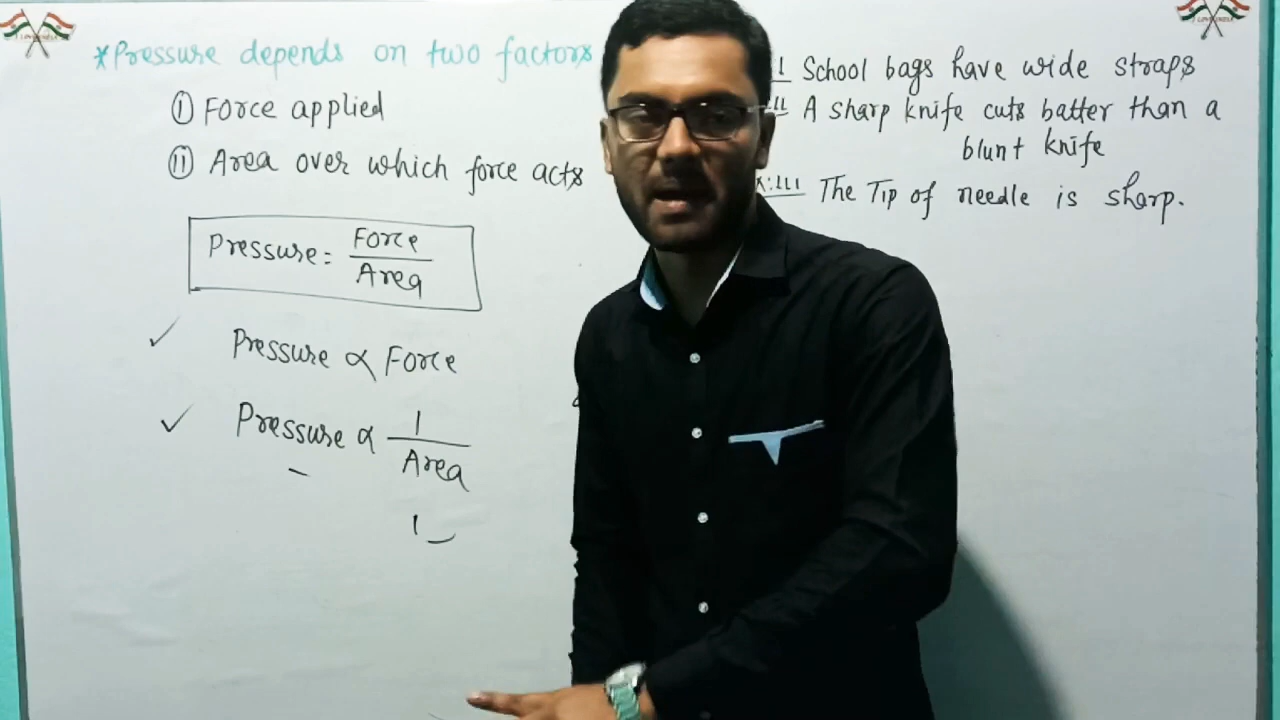 *Pressure depends on two factors
I Force applied
II Area over which force acts
Pressure = Force
Area
Pressure ∝ Force
Pressure ∝ 1
Area
I School bags have wide straps
A sharp knife cuts batter than a
blunt knife
The Tip of needle is sharp.